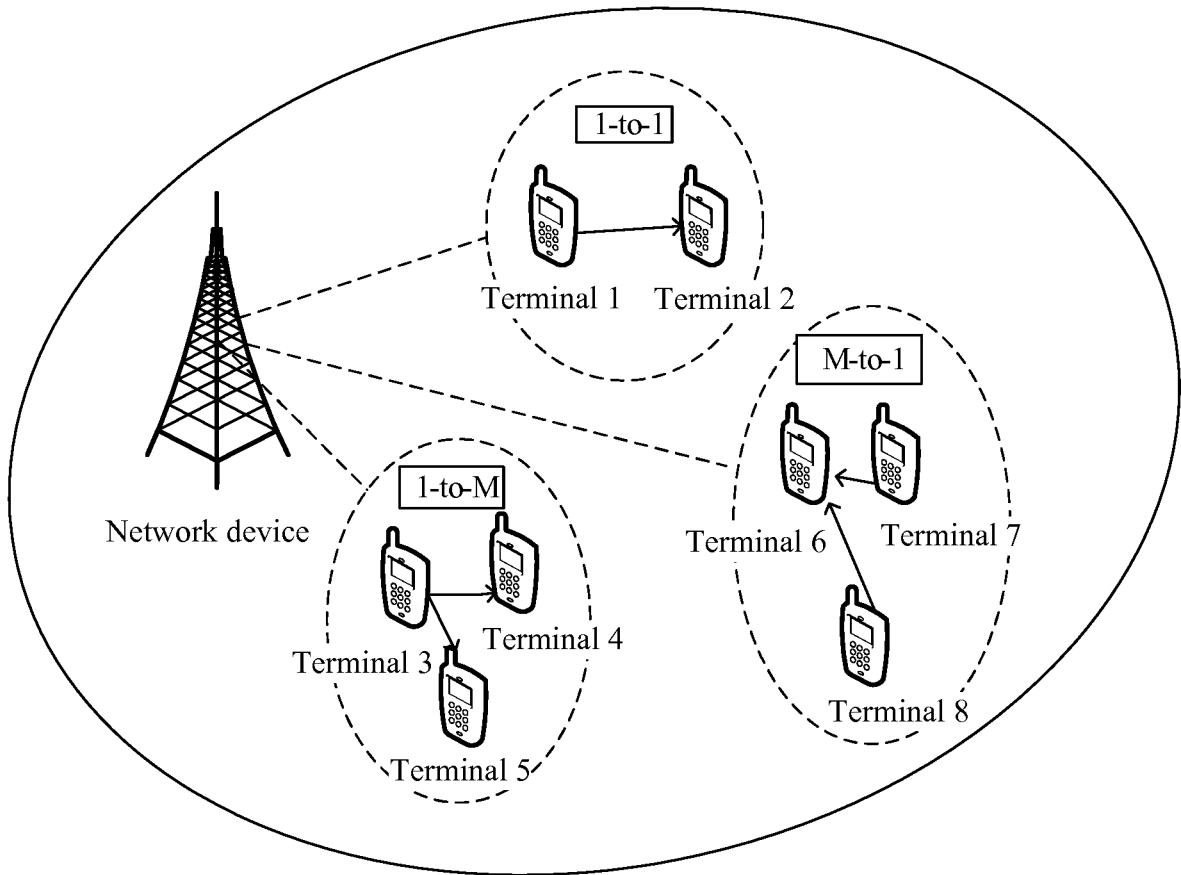 1-to-1
Terminal 1
Terminal 2
M-to-1
Terminal 6
Terminal 7
Terminal 8
Network device
1-to-M
Terminal 3
Terminal 4
Terminal 5